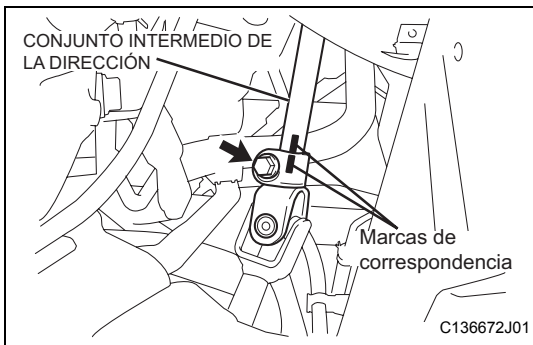 CONJUNTO INTERMEDIO DE
LA DIRECCIÓN
Marcas de
correspondencia
C136672J01